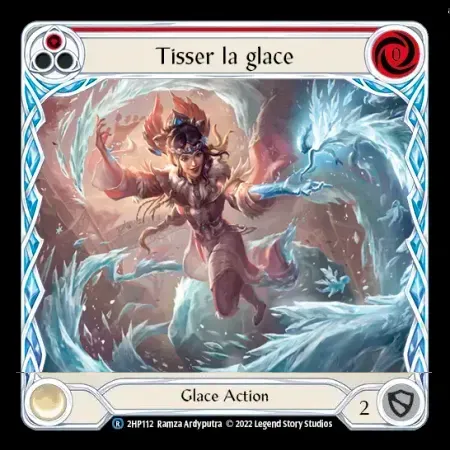 Tisser la glace
0
Glace Action
2
R 2HP112 Ramza Ardyputra © 2022 Legend Story Studios